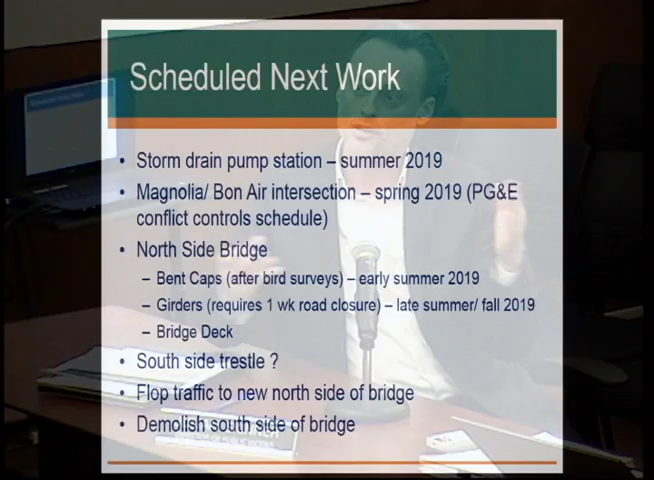 Scheduled Next Work
• Storm drain pump station – summer 2019
• Magnolia/ Bon Air intersection – spring 2019 (PG&E
conflict controls schedule)
• North Side Bridge
– Bent Caps (after bird surveys) – early summer 2019
– Girders (requires 1 wk road closure) – late summer/ fall 2019
– Bridge Deck
• South side trestle ?
• Flop traffic to new north side of bridge
• Demolish south side of bridge